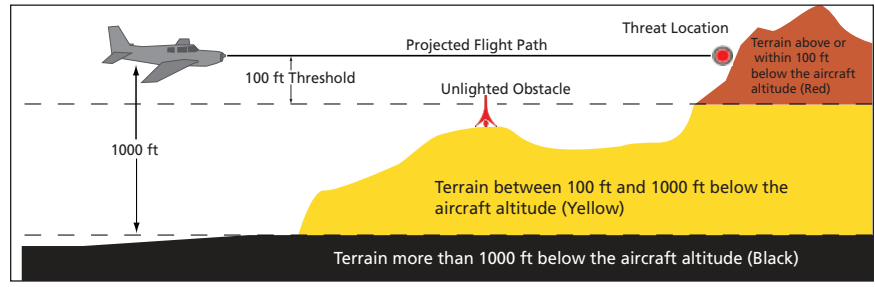 Threat Location
Projected Flight Path
Terrain above or
within 100 ft
below the aircraft
altitude (Red)
100 ft Threshold
Unlighted Obstacle
1000 ft
Terrain between 100 ft and 1000 ft below the
aircraft altitude (Yellow)
Terrain more than 1000 ft below the aircraft altitude (Black)